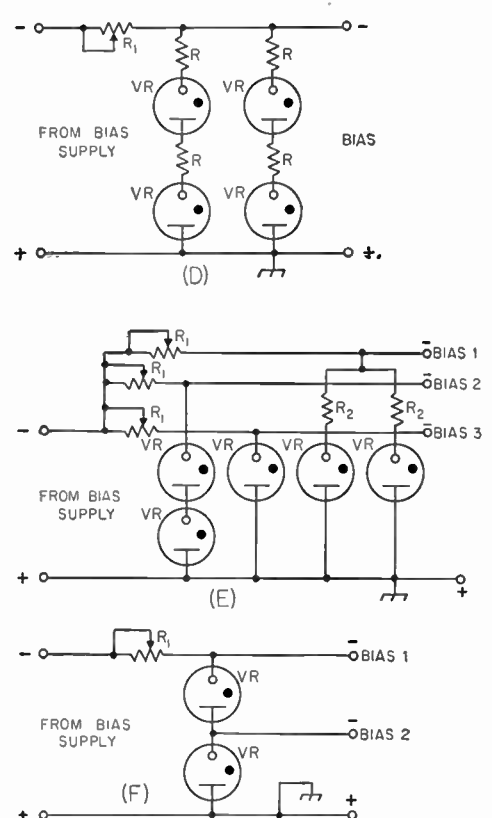 - -
R₁
R R
VR VR
FROM BIAS
SUPPLY
BIAS
R R
VR VR
+ +.
(D)
R₁ - BIAS 1
R₁ - BIAS 2
R₂ R₂
- R₁ - BIAS 3
VR VR VR VR
FROM BIAS
SUPPLY
VR
+ +
(E)
- R₁ - BIAS 1
VR
FROM BIAS
SUPPLY
- BIAS 2
VR
(F)
+ +